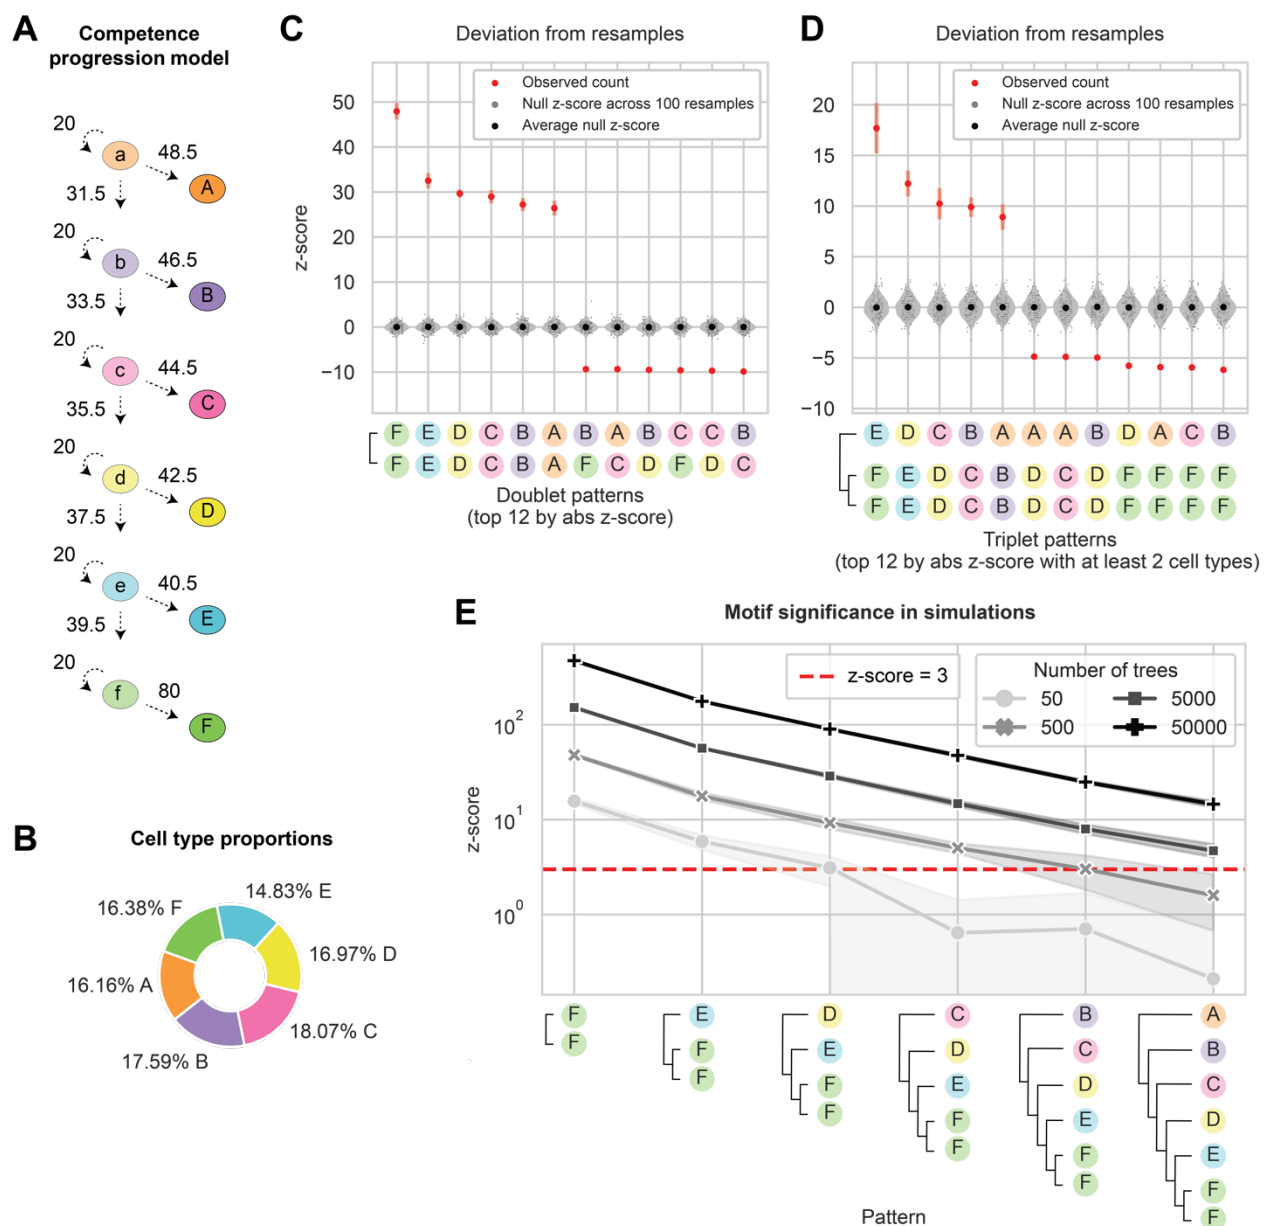 A
Competence
progression model
20
a
48.5
A
31.5
20
b
46.5
B
33.5
20
c
44.5
C
35.5
20
d
42.5
D
37.5
20
e
40.5
E
39.5
20
f
80
F
B
Cell type proportions
14.83% E
16.38% F
16.97% D
16.16% A
18.07% C
17.59% B
C
Deviation from resamples
Observed count
Null z-score across 100 resamples
Average null z-score
z-score
50
40
30
20
10
0
−10
F E D C B A B A B C C B
F E D C B A F C D F D C
Doublet patterns
(top 12 by abs z-score)
D
Deviation from resamples
Observed count
Null z-score across 100 resamples
Average null z-score
20
15
10
5
0
−5
−10
E D C B A A A B D A C B
F E D C B D C D F F F F
F E D C B D C D F F F F
Triplet patterns
(top 12 by abs z-score with at least 2 cell types)
E
Motif significance in simulations
z-score = 3
Number of trees
50
500
5000
50000
z-score
10²
10¹
10⁰
F E D C B A
F F E D C B
F F E D C
F F E D
F F E
F F
F
Pattern